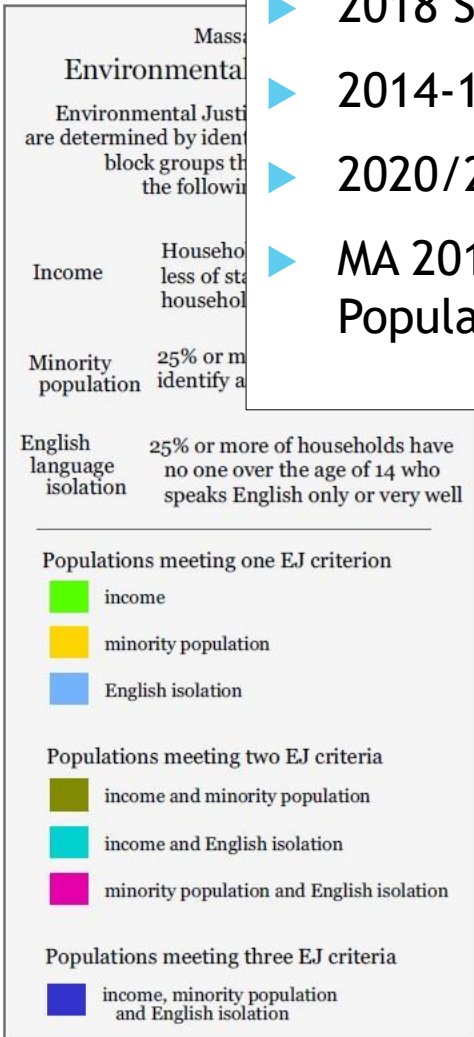 2018 S
2014-1
2020/2
MA 201
Popula
Mass
Environmental
Environmental Justi
are determined by ident
block groups th
the followin
Income
Househo
less of sta
househol
Minority
population
25% or m
identify a
English
language
isolation
25% or more of households have
no one over the age of 14 who
speaks English only or very well
Populations meeting one EJ criterion
income
minority population
English isolation
Populations meeting two EJ criteria
income and minority population
income and English isolation
minority population and English isolation
Populations meeting three EJ criteria
income, minority population
and English isolation